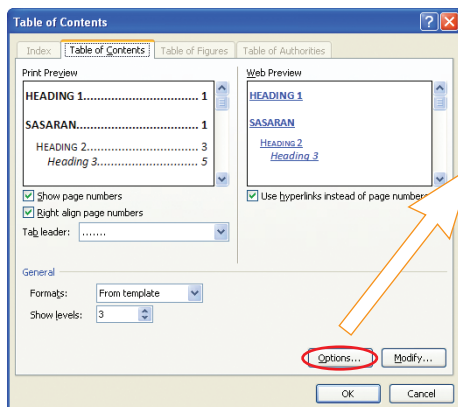 Table of Contents
Index Table of Contents Table of Figures Table of Authorities
Print Preview
HEADING 1.................................. 1
SASARAN.................................... 1
HEADING 2................................ 3
Heading 3.............................. 5
Web Preview
HEADING 1
SASARAN
HEADING 2
Heading 3
Show page numbers
Right align page numbers
Tab leader: .......
Use hyperlinks instead of page numbers
General
Formats: From template
Show levels: 3
Options... Modify...
OK Cancel